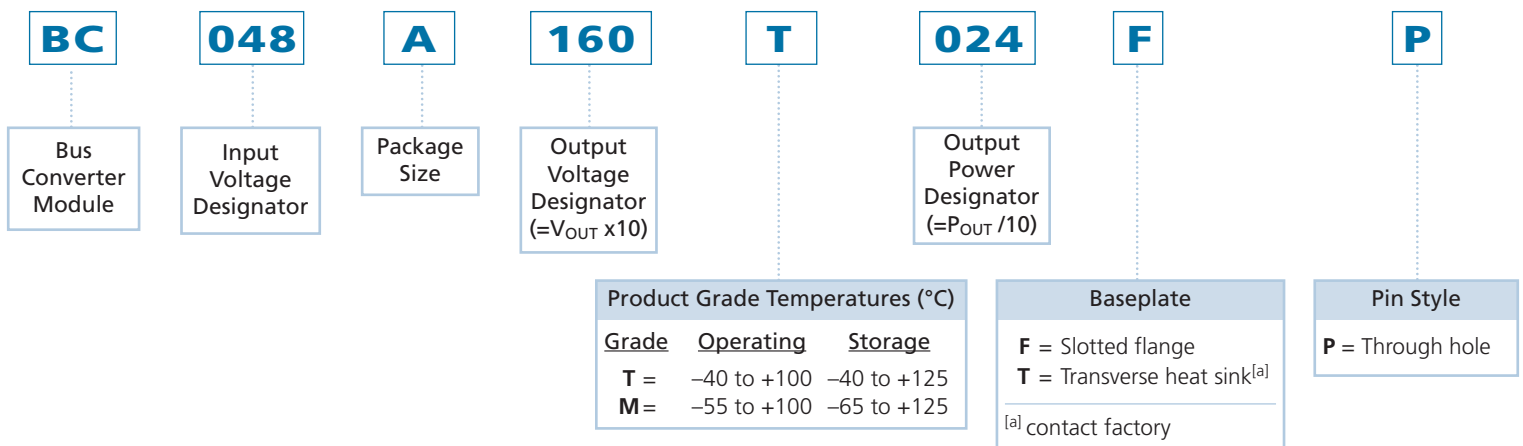 BC 048 A 160 T 024 F P
Bus
Converter
Module
Input
Voltage
Designator
Package
Size
Output
Voltage
Designator
(=VOUT x10)
Output
Power
Designator
(=POUT /10)
Product Grade Temperatures (°C)
Grade Operating Storage
T = –40 to +100 –40 to +125
M = –55 to +100 –65 to +125
Baseplate
F = Slotted flange
T = Transverse heat sink[a]
[a] contact factory
Pin Style
P = Through hole